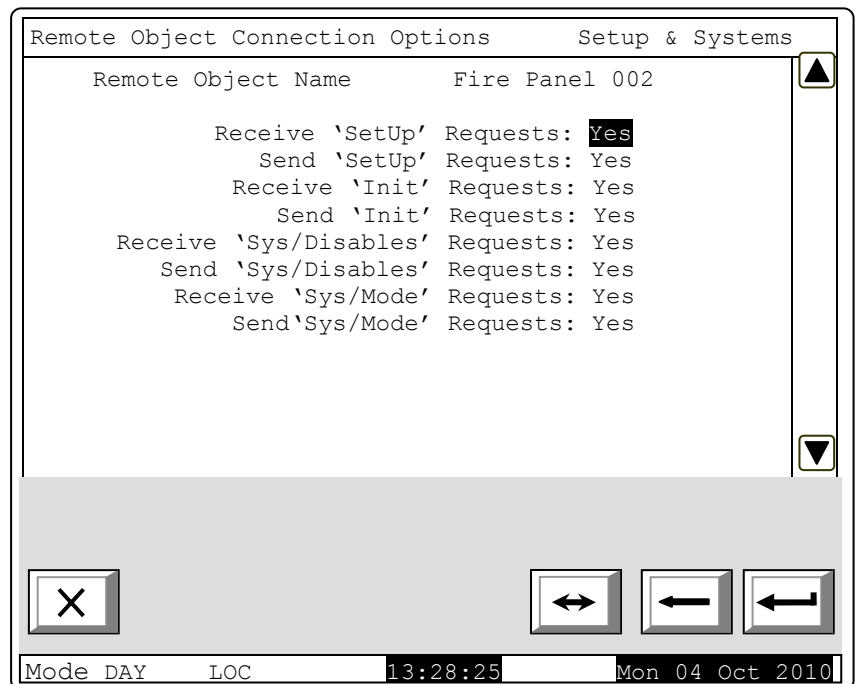 Remote Object Connection Options Setup & Systems
Remote Object Name Fire Panel 002
Receive ‘SetUp’ Requests: Yes
Send ‘SetUp’ Requests: Yes
Receive ‘Init’ Requests: Yes
Send ‘Init’ Requests: Yes
Receive ‘Sys/Disables’ Requests: Yes
Send ‘Sys/Disables’ Requests: Yes
Receive ‘Sys/Mode’ Requests: Yes
Send‘Sys/Mode’ Requests: Yes
Mode DAY LOC 13:28:25 Mon 04 Oct 2010